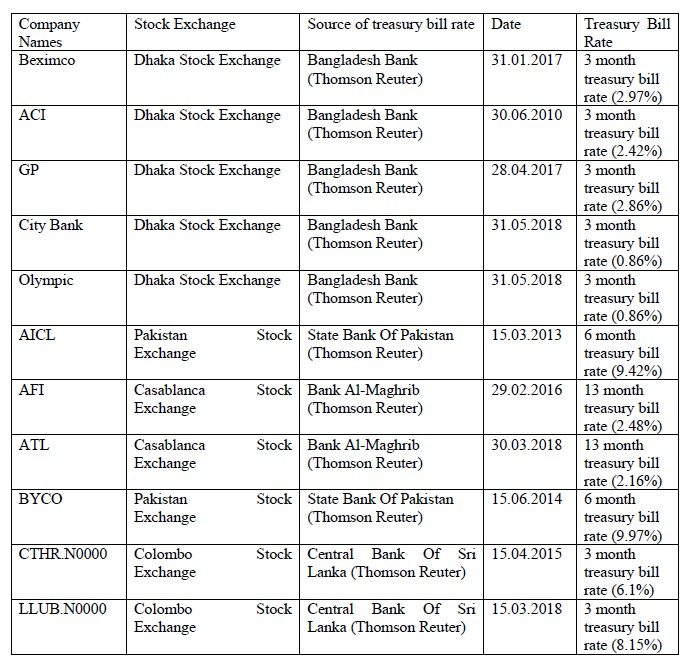 Company Names Stock Exchange Source of treasury bill rate Date Treasury Bill Rate
Beximco Dhaka Stock Exchange Bangladesh Bank (Thomson Reuter) 31.01.2017 3 month treasury bill rate (2.97%)
ACI Dhaka Stock Exchange Bangladesh Bank (Thomson Reuter) 30.06.2010 3 month treasury bill rate (2.42%)
GP Dhaka Stock Exchange Bangladesh Bank (Thomson Reuter) 28.04.2017 3 month treasury bill rate (2.86%)
City Bank Dhaka Stock Exchange Bangladesh Bank (Thomson Reuter) 31.05.2018 3 month treasury bill rate (0.86%)
Olympic Dhaka Stock Exchange Bangladesh Bank (Thomson Reuter) 31.05.2018 3 month treasury bill rate (0.86%)
AICL Pakistan Stock Exchange State Bank Of Pakistan (Thomson Reuter) 15.03.2013 6 month treasury bill rate (9.42%)
AFI Casablanca Stock Exchange Bank Al-Maghrib (Thomson Reuter) 29.02.2016 13 month treasury bill rate (2.48%)
ATL Casablanca Stock Exchange Bank Al-Maghrib (Thomson Reuter) 30.03.2018 13 month treasury bill rate (2.16%)
BYCO Pakistan Stock Exchange State Bank Of Pakistan (Thomson Reuter) 15.06.2014 6 month treasury bill rate (9.97%)
CTHR.N0000 Colombo Stock Exchange Central Bank Of Sri Lanka (Thomson Reuter) 15.04.2015 3 month treasury bill rate (6.1%)
LLUB.N0000 Colombo Stock Exchange Central Bank Of Sri Lanka (Thomson Reuter) 15.03.2018 3 month treasury bill rate (8.15%)